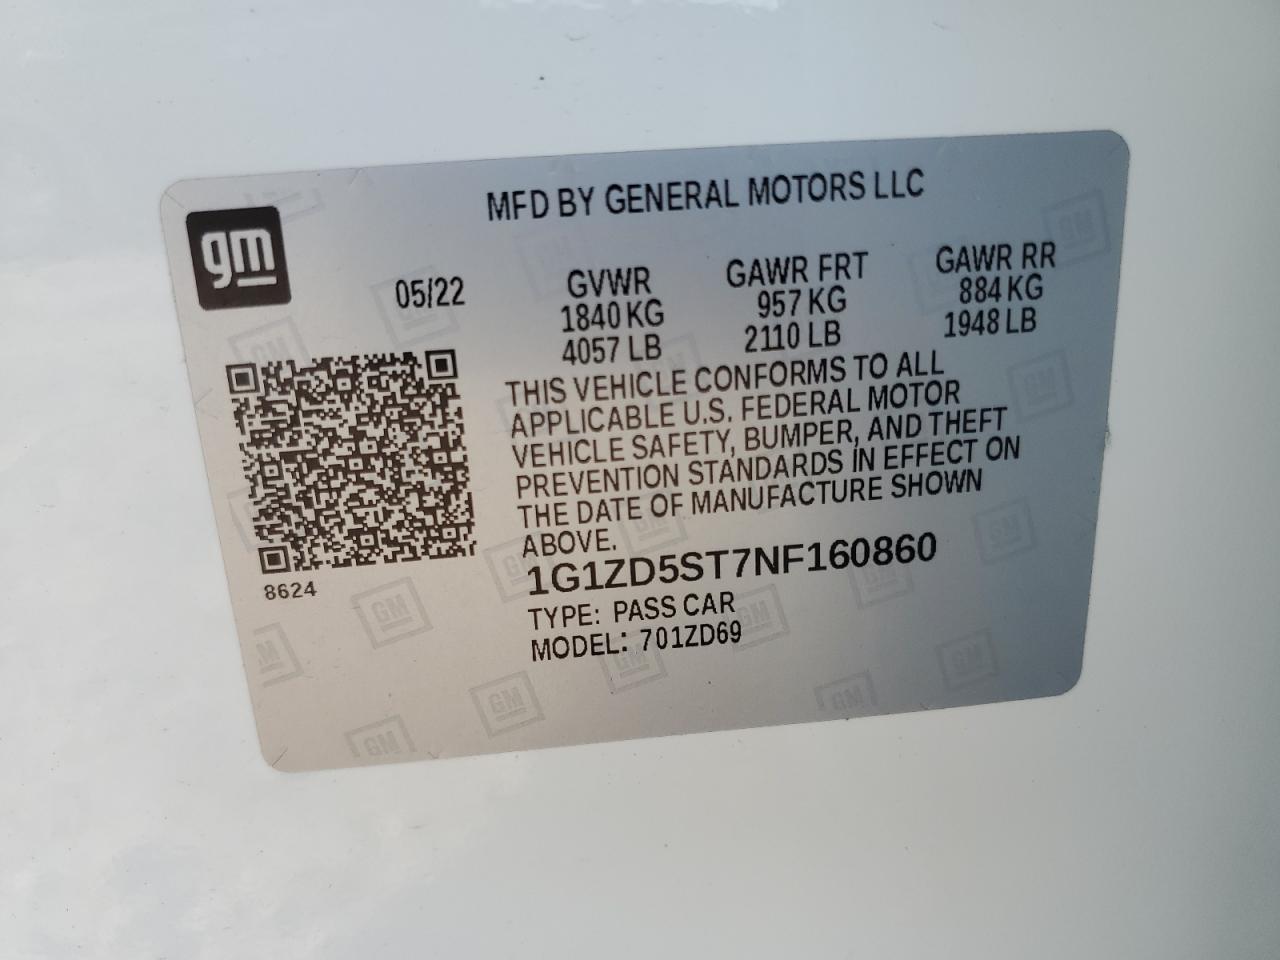 MFD BY GENERAL MOTORS LLC
gm
05/22
GVWR GAWR FRT GAWR RR
1840 KG 957 KG 884 KG
4057 LB 2110 LB 1948 LB
THIS VEHICLE CONFORMS TO ALL
APPLICABLE U.S. FEDERAL MOTOR
VEHICLE SAFETY, BUMPER, AND THEFT
PREVENTION STANDARDS IN EFFECT ON
THE DATE OF MANUFACTURE SHOWN
ABOVE.
8624
1G1ZD5ST7NF160860
TYPE: PASS CAR
MODEL: 701ZD69